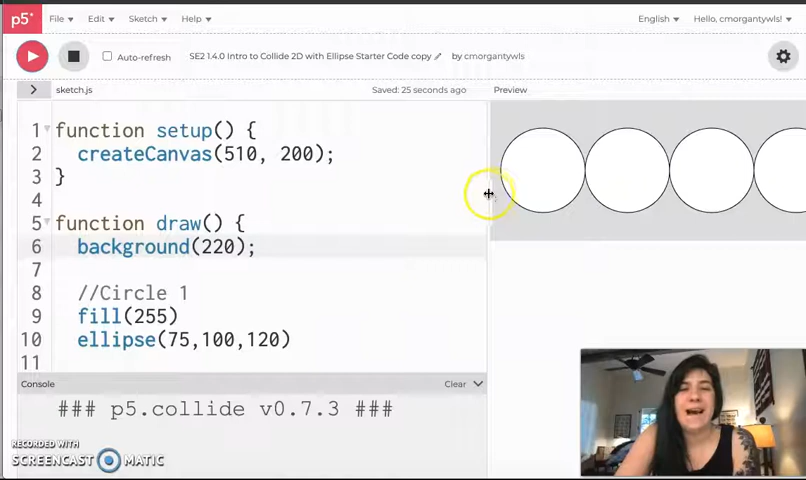 p5* File Edit Sketch Help English Hello, cmorgantywls!
Auto-refresh SE2 1.4.0 Intro to Collide 2D with Ellipse Starter Code copy by cmorgantywls
> sketch.js Saved: 25 seconds ago Preview
1 function setup() {
2 createCanvas(510, 200);
3 }
4
5 function draw() {
6 background(220);
7
8 //Circle 1
9 fill(255)
10 ellipse(75,100,120)
11
Console Clear
### p5.collide v0.7.3 ###
RECORDED WITH
SCREENCAST MATIC